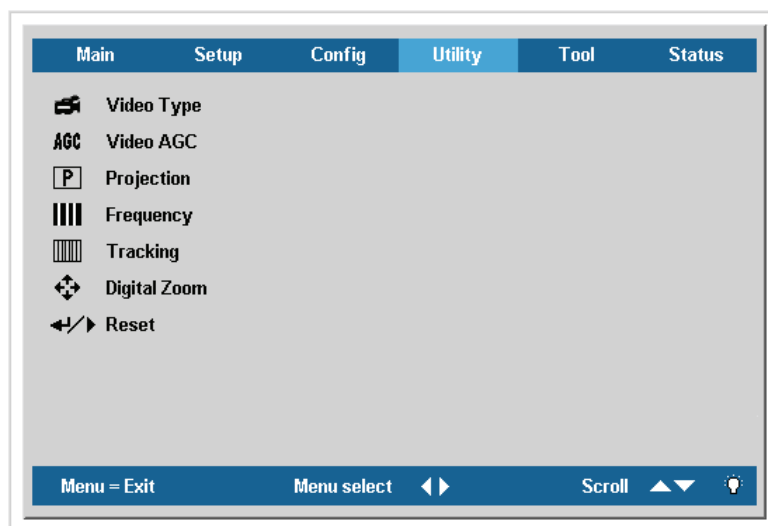 Main Setup Config Utility Tool Status
Video Type
AGC Video AGC
P Projection
Frequency
Tracking
Digital Zoom
Reset
Menu = Exit Menu select Scroll